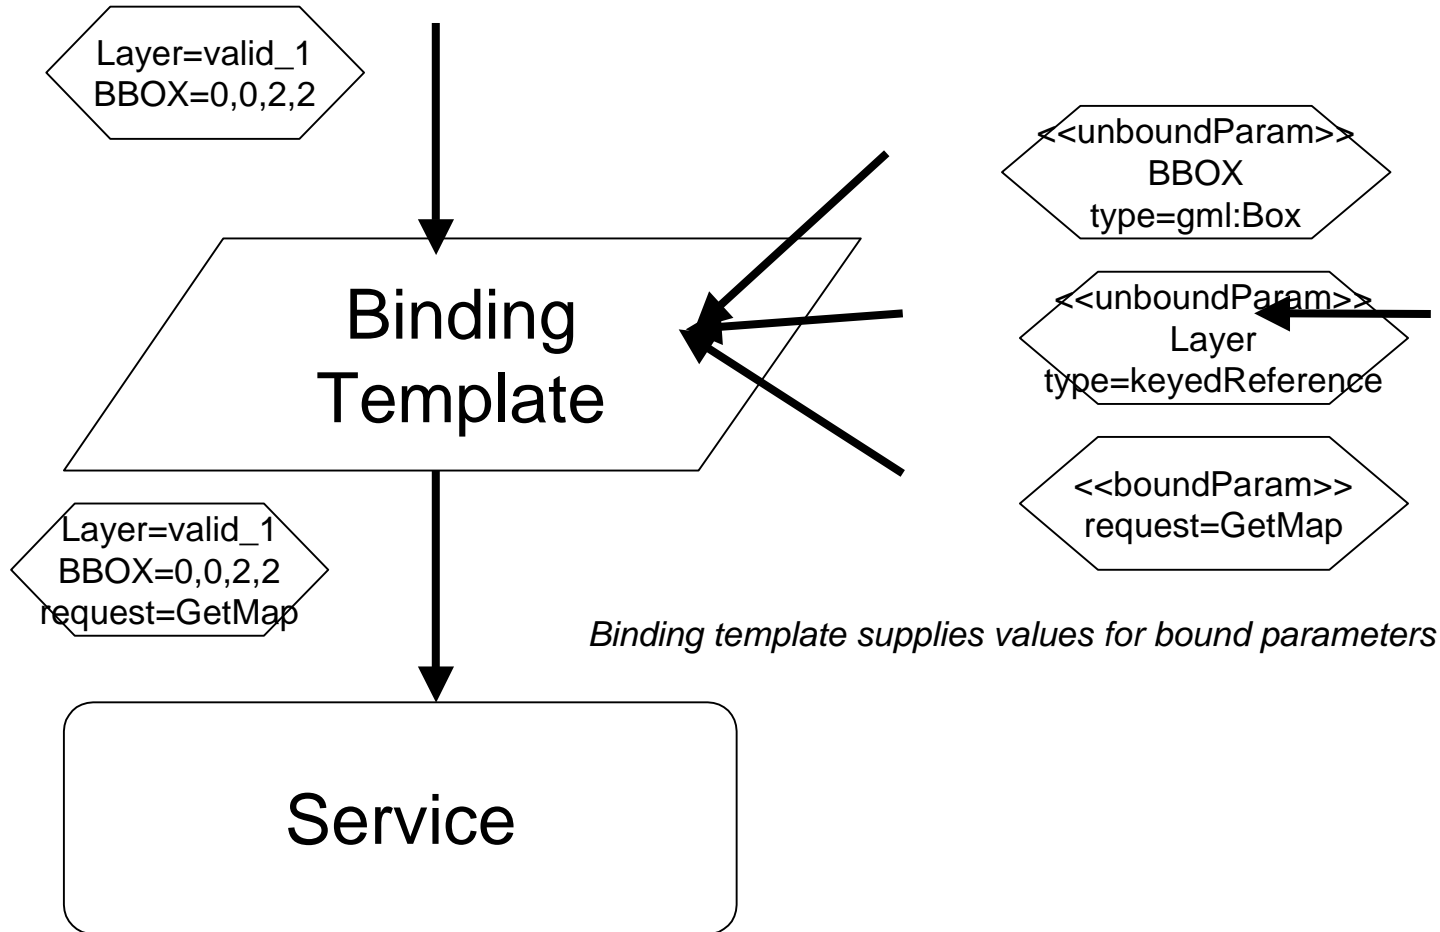 Layer=valid_1
BBOX=0,0,2,2
<<unboundParam>>
BBOX
type=gml:Box
Binding
Template
<<unboundParam>>
Layer
type=keyedReference
<<boundParam>>
request=GetMap
Layer=valid_1
BBOX=0,0,2,2
request=GetMap
Binding template supplies values for bound parameters
Service